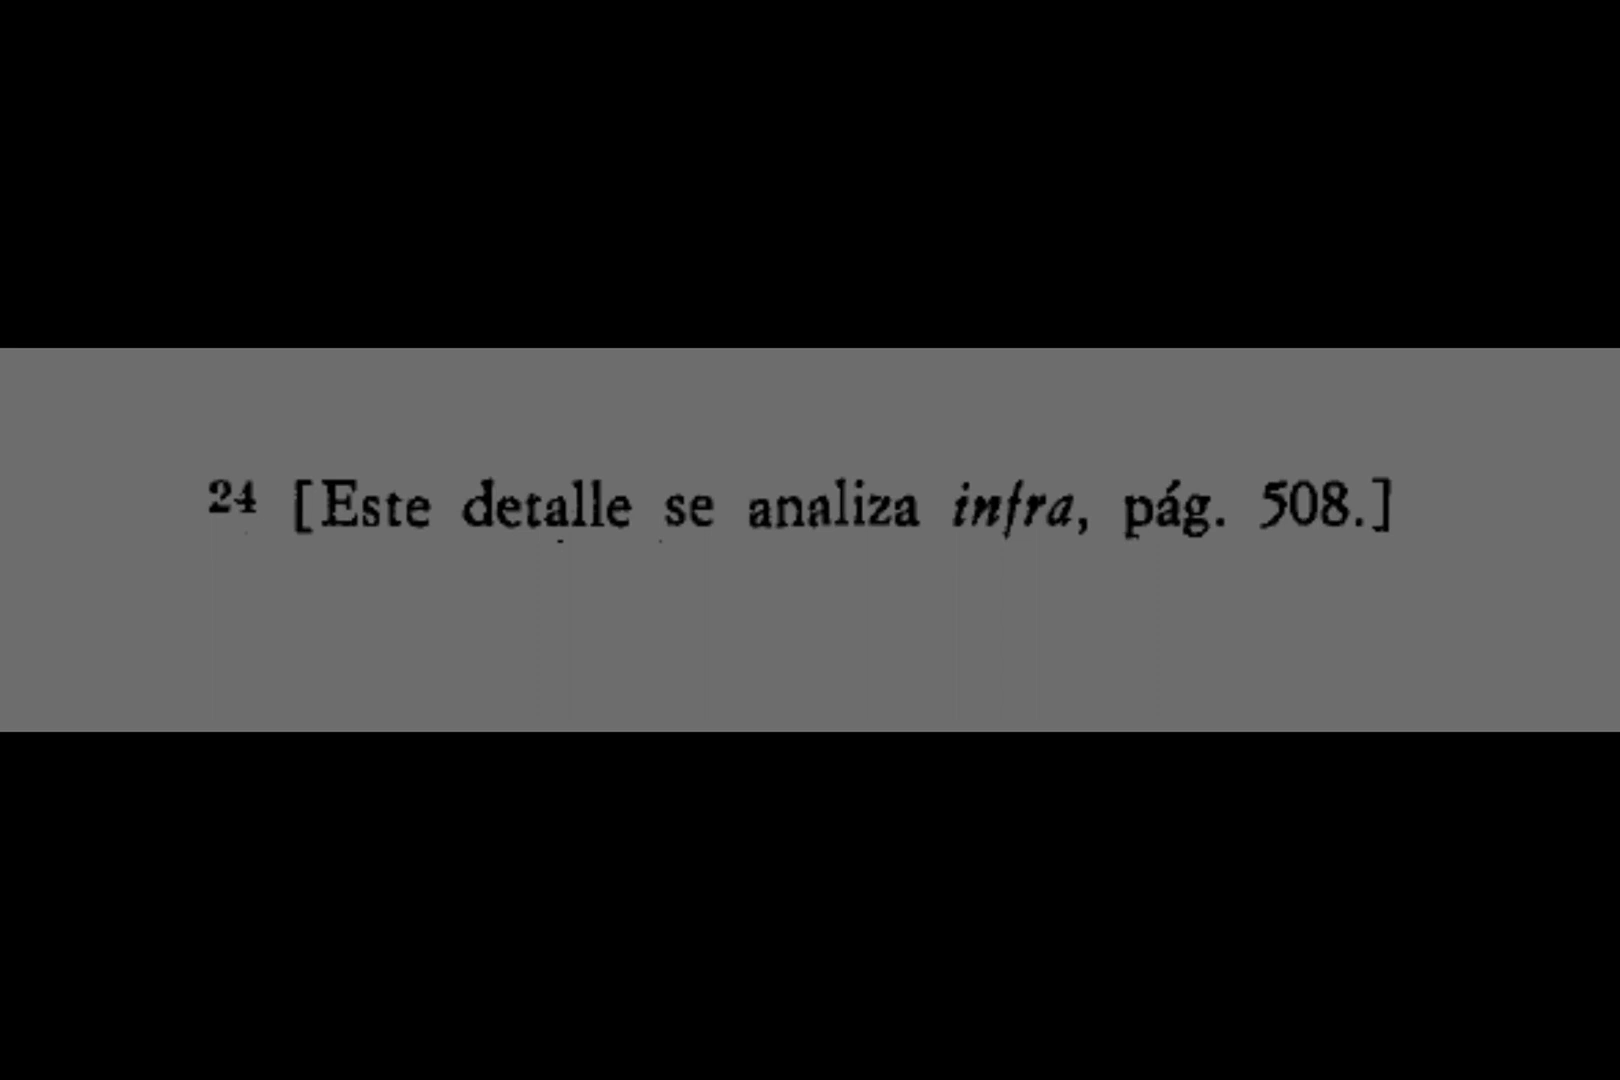 24 [Este detalle se analiza infra, pág. 508.]